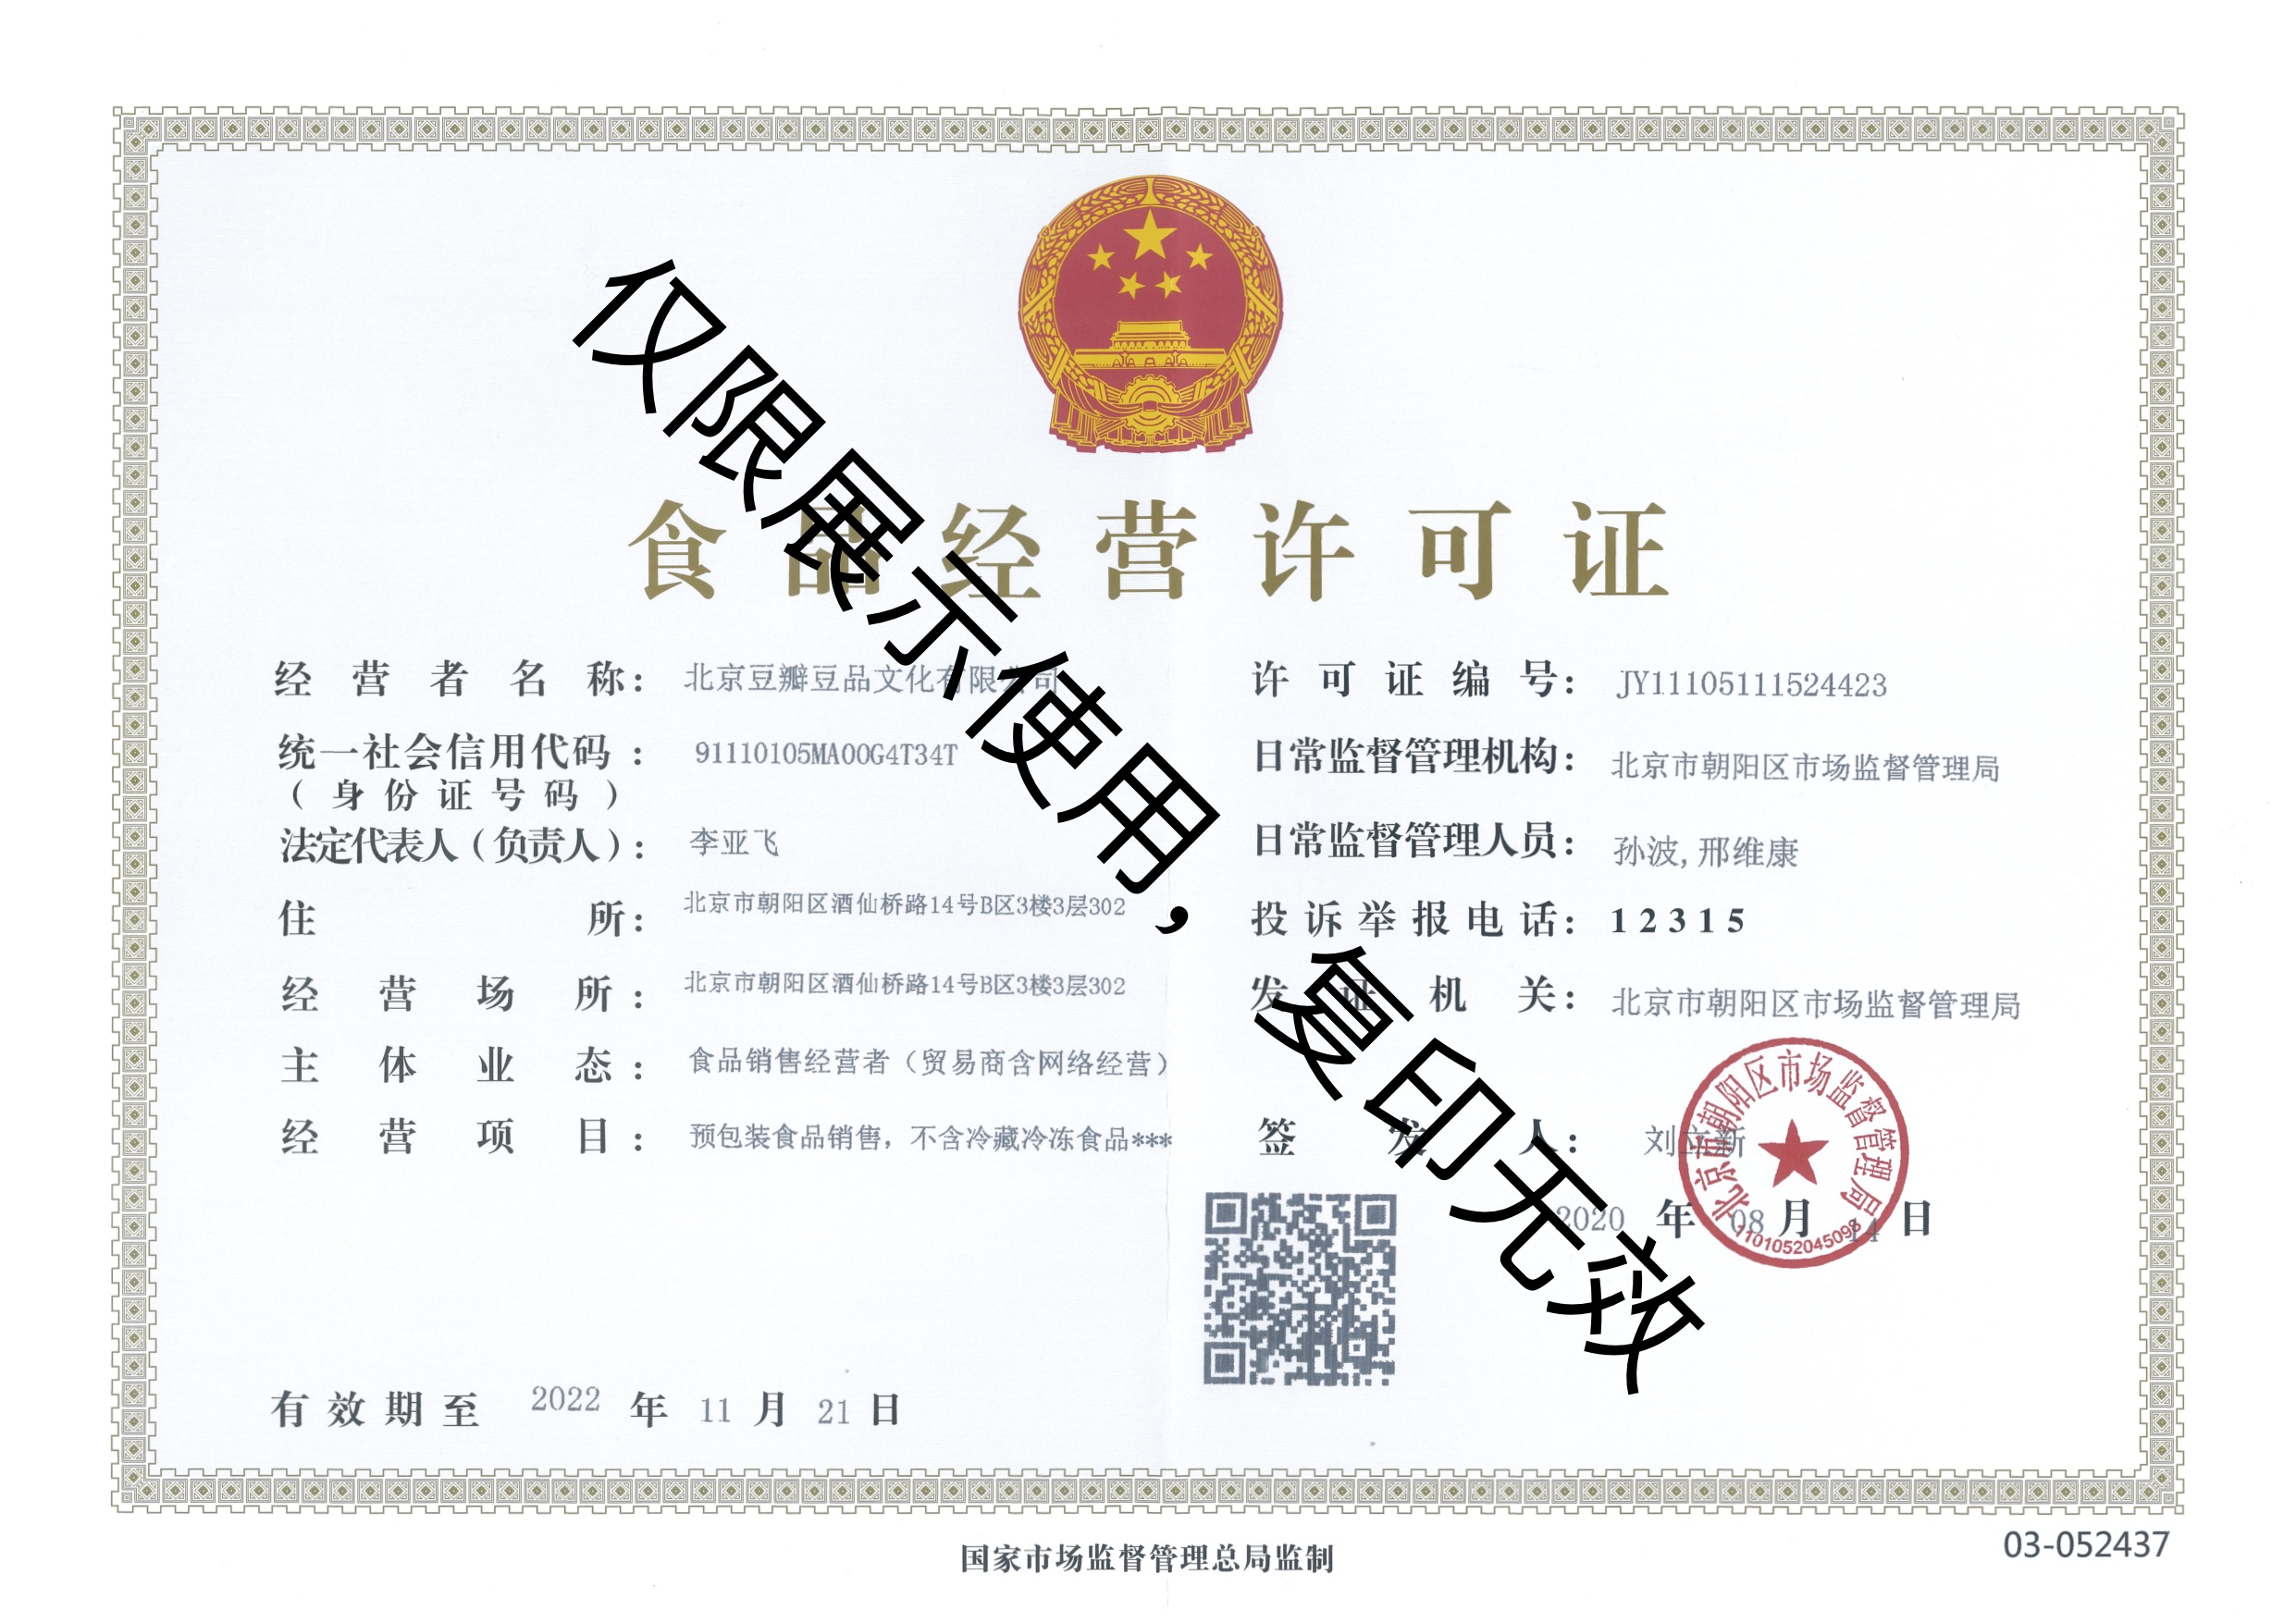 食品经营许可证
经营者名称：北京豆瓣豆品文化有限公司
统一社会信用代码：91110105MA00G4T34T
（身份证号码）
法定代表人（负责人）：李亚飞
住所：北京市朝阳区酒仙桥路14号B区3楼3层302
经营场所：北京市朝阳区酒仙桥路14号B区3楼3层302
主体业态：食品销售经营者（贸易商含网络经营）
经营项目：预包装食品销售，不含冷藏冷冻食品***
有效期至 2022 年 11 月 21 日
许可证编号：JY11105111524423
日常监督管理机构：北京市朝阳区市场监督管理局
日常监督管理人员：孙波,邢维康
投诉举报电话：12315
发证机关：北京市朝阳区市场监督管理局
签发人：刘立新
2020 年 08 月 14 日
北京市朝阳区市场监督管理局
1101052045098
仅限展示使用，复印无效
国家市场监督管理总局监制
03-052437